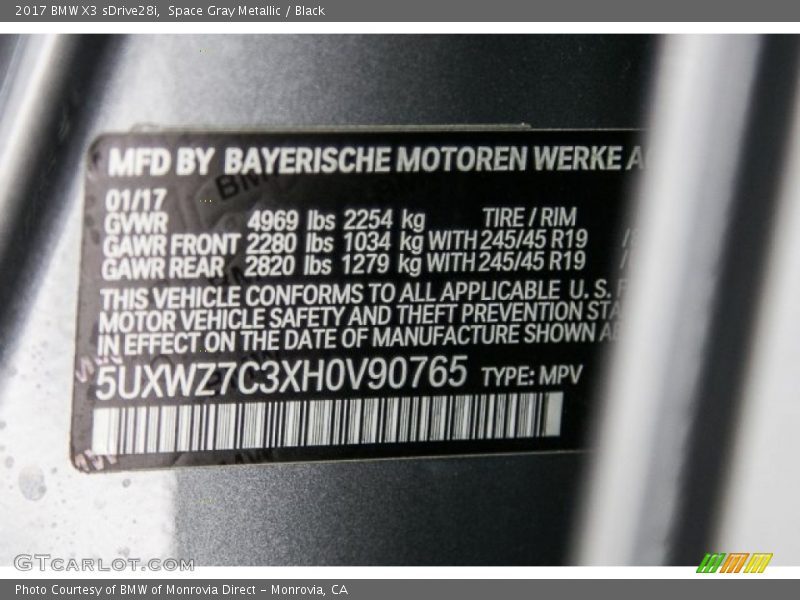 2017 BMW X3 sDrive28i, Space Gray Metallic / Black
MFD BY BAYERISCHE MOTOREN WERKE
01/17
GVWR 4969 lbs 2254 kg TIRE / RIM
GAWR FRONT 2280 lbs 1034 kg WITH 245/45 R19
GAWR REAR 2820 lbs 1279 kg WITH 245/45 R19
THIS VEHICLE CONFORMS TO ALL APPLICABLE U. S.
MOTOR VEHICLE SAFETY AND THEFT PREVENTION
IN EFFECT ON THE DATE OF MANUFACTURE SHOWN
5UXWZ7C3XH0V90765 TYPE: MPV
GTCARLOT.COM
Photo Courtesy of BMW of Monrovia Direct - Monrovia, CA